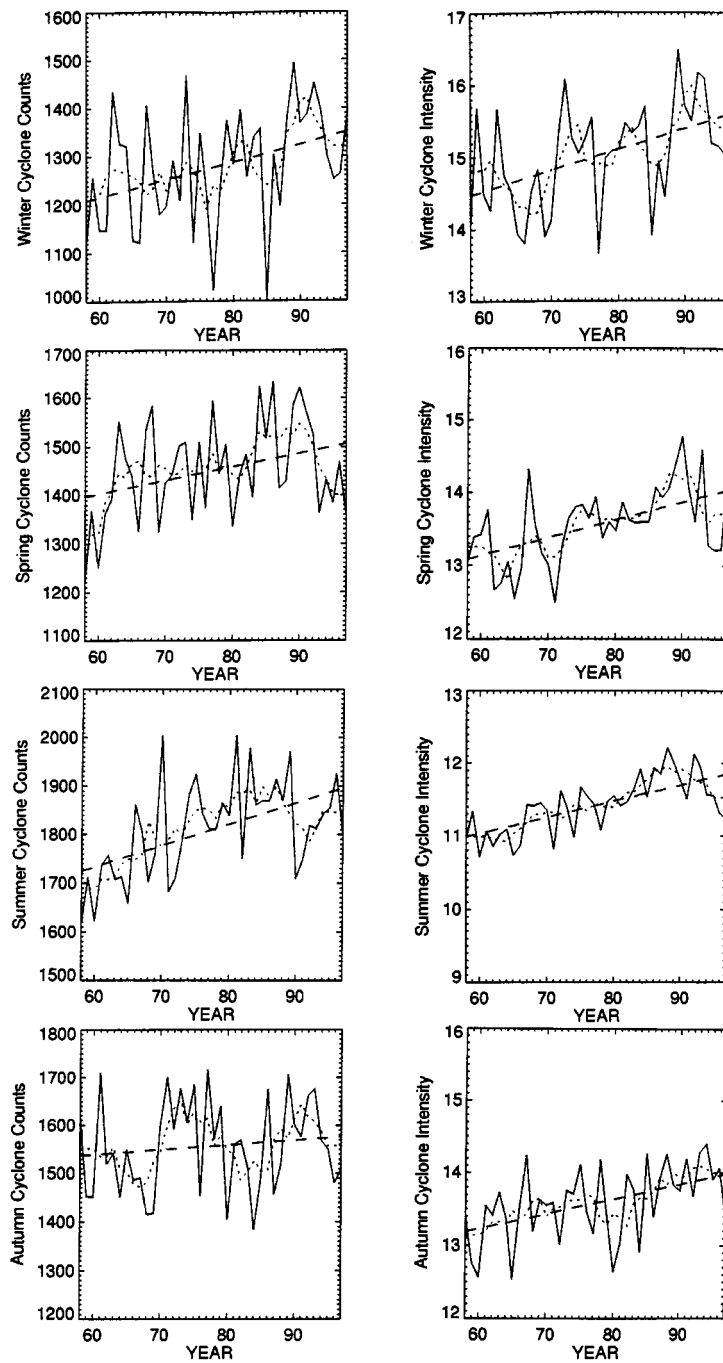 Winter Cyclone Counts
1600
1500
1400
1300
1200
1100
1000
60 70 80 90
YEAR
Winter Cyclone Intensity
17
16
15
14
13
60 70 80 90
YEAR
Spring Cyclone Counts
1700
1600
1500
1400
1300
1200
1100
60 70 80 90
YEAR
Spring Cyclone Intensity
16
15
14
13
12
60 70 80 90
YEAR
Summer Cyclone Counts
2100
2000
1900
1800
1700
1600
1500
60 70 80 90
YEAR
Summer Cyclone Intensity
13
12
11
10
9
60 70 80 90
YEAR
Autumn Cyclone Counts
1800
1700
1600
1500
1400
1300
1200
60 70 80 90
YEAR
Autumn Cyclone Intensity
16
15
14
13
12
60 70 80 90
YEAR